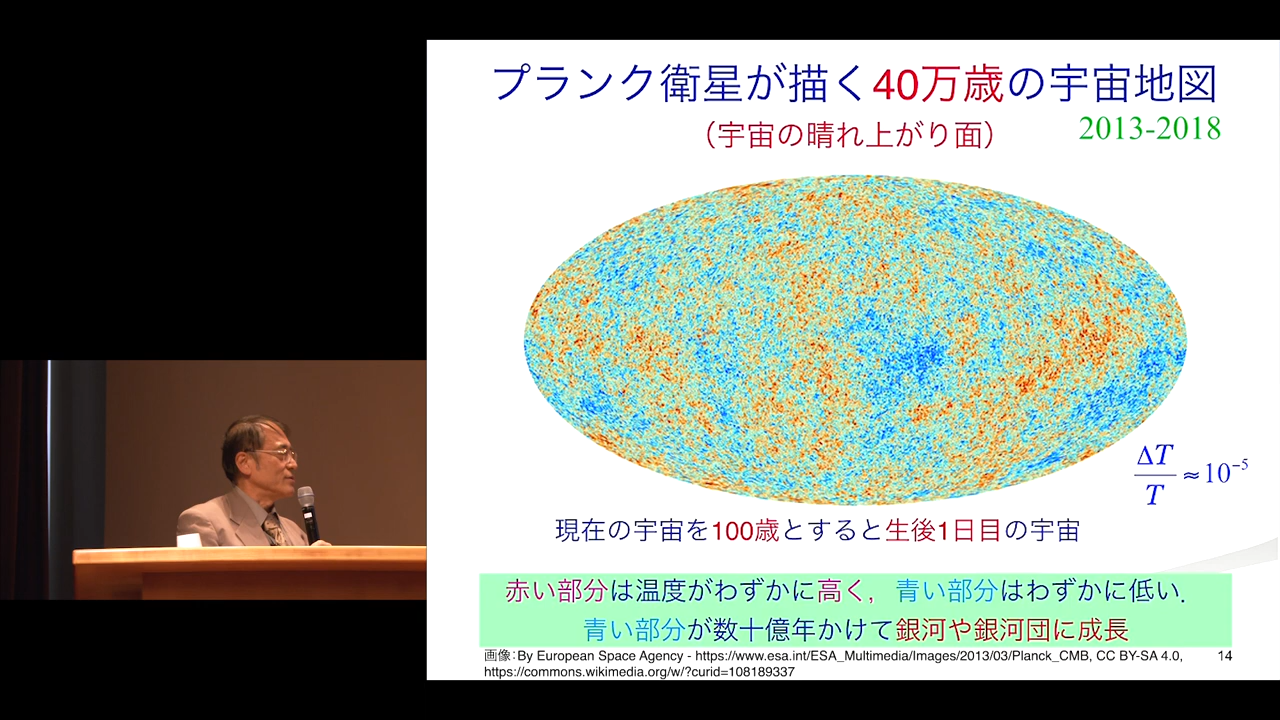 プランク衛星が描く40万歳の宇宙地図
（宇宙の晴れ上がり面）
2013-2018
ΔT/T ≈ 10⁻⁵
現在の宇宙を100歳とすると生後1日目の宇宙
赤い部分は温度がわずかに高く，青い部分はわずかに低い．
青い部分が数十億年かけて銀河や銀河団に成長
画像：By European Space Agency - https://www.esa.int/ESA_Multimedia/Images/2013/03/Planck_CMB, CC BY-SA 4.0,
https://commons.wikimedia.org/w/?curid=108189337
14